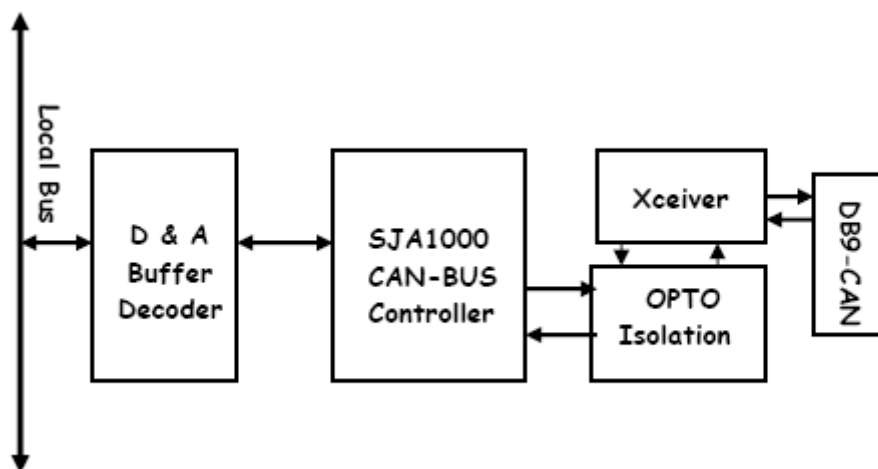 Local Bus
D & A
Buffer
Decoder
SJA1000
CAN-BUS
Controller
Xceiver
OPTO
Isolation
DB9-CAN